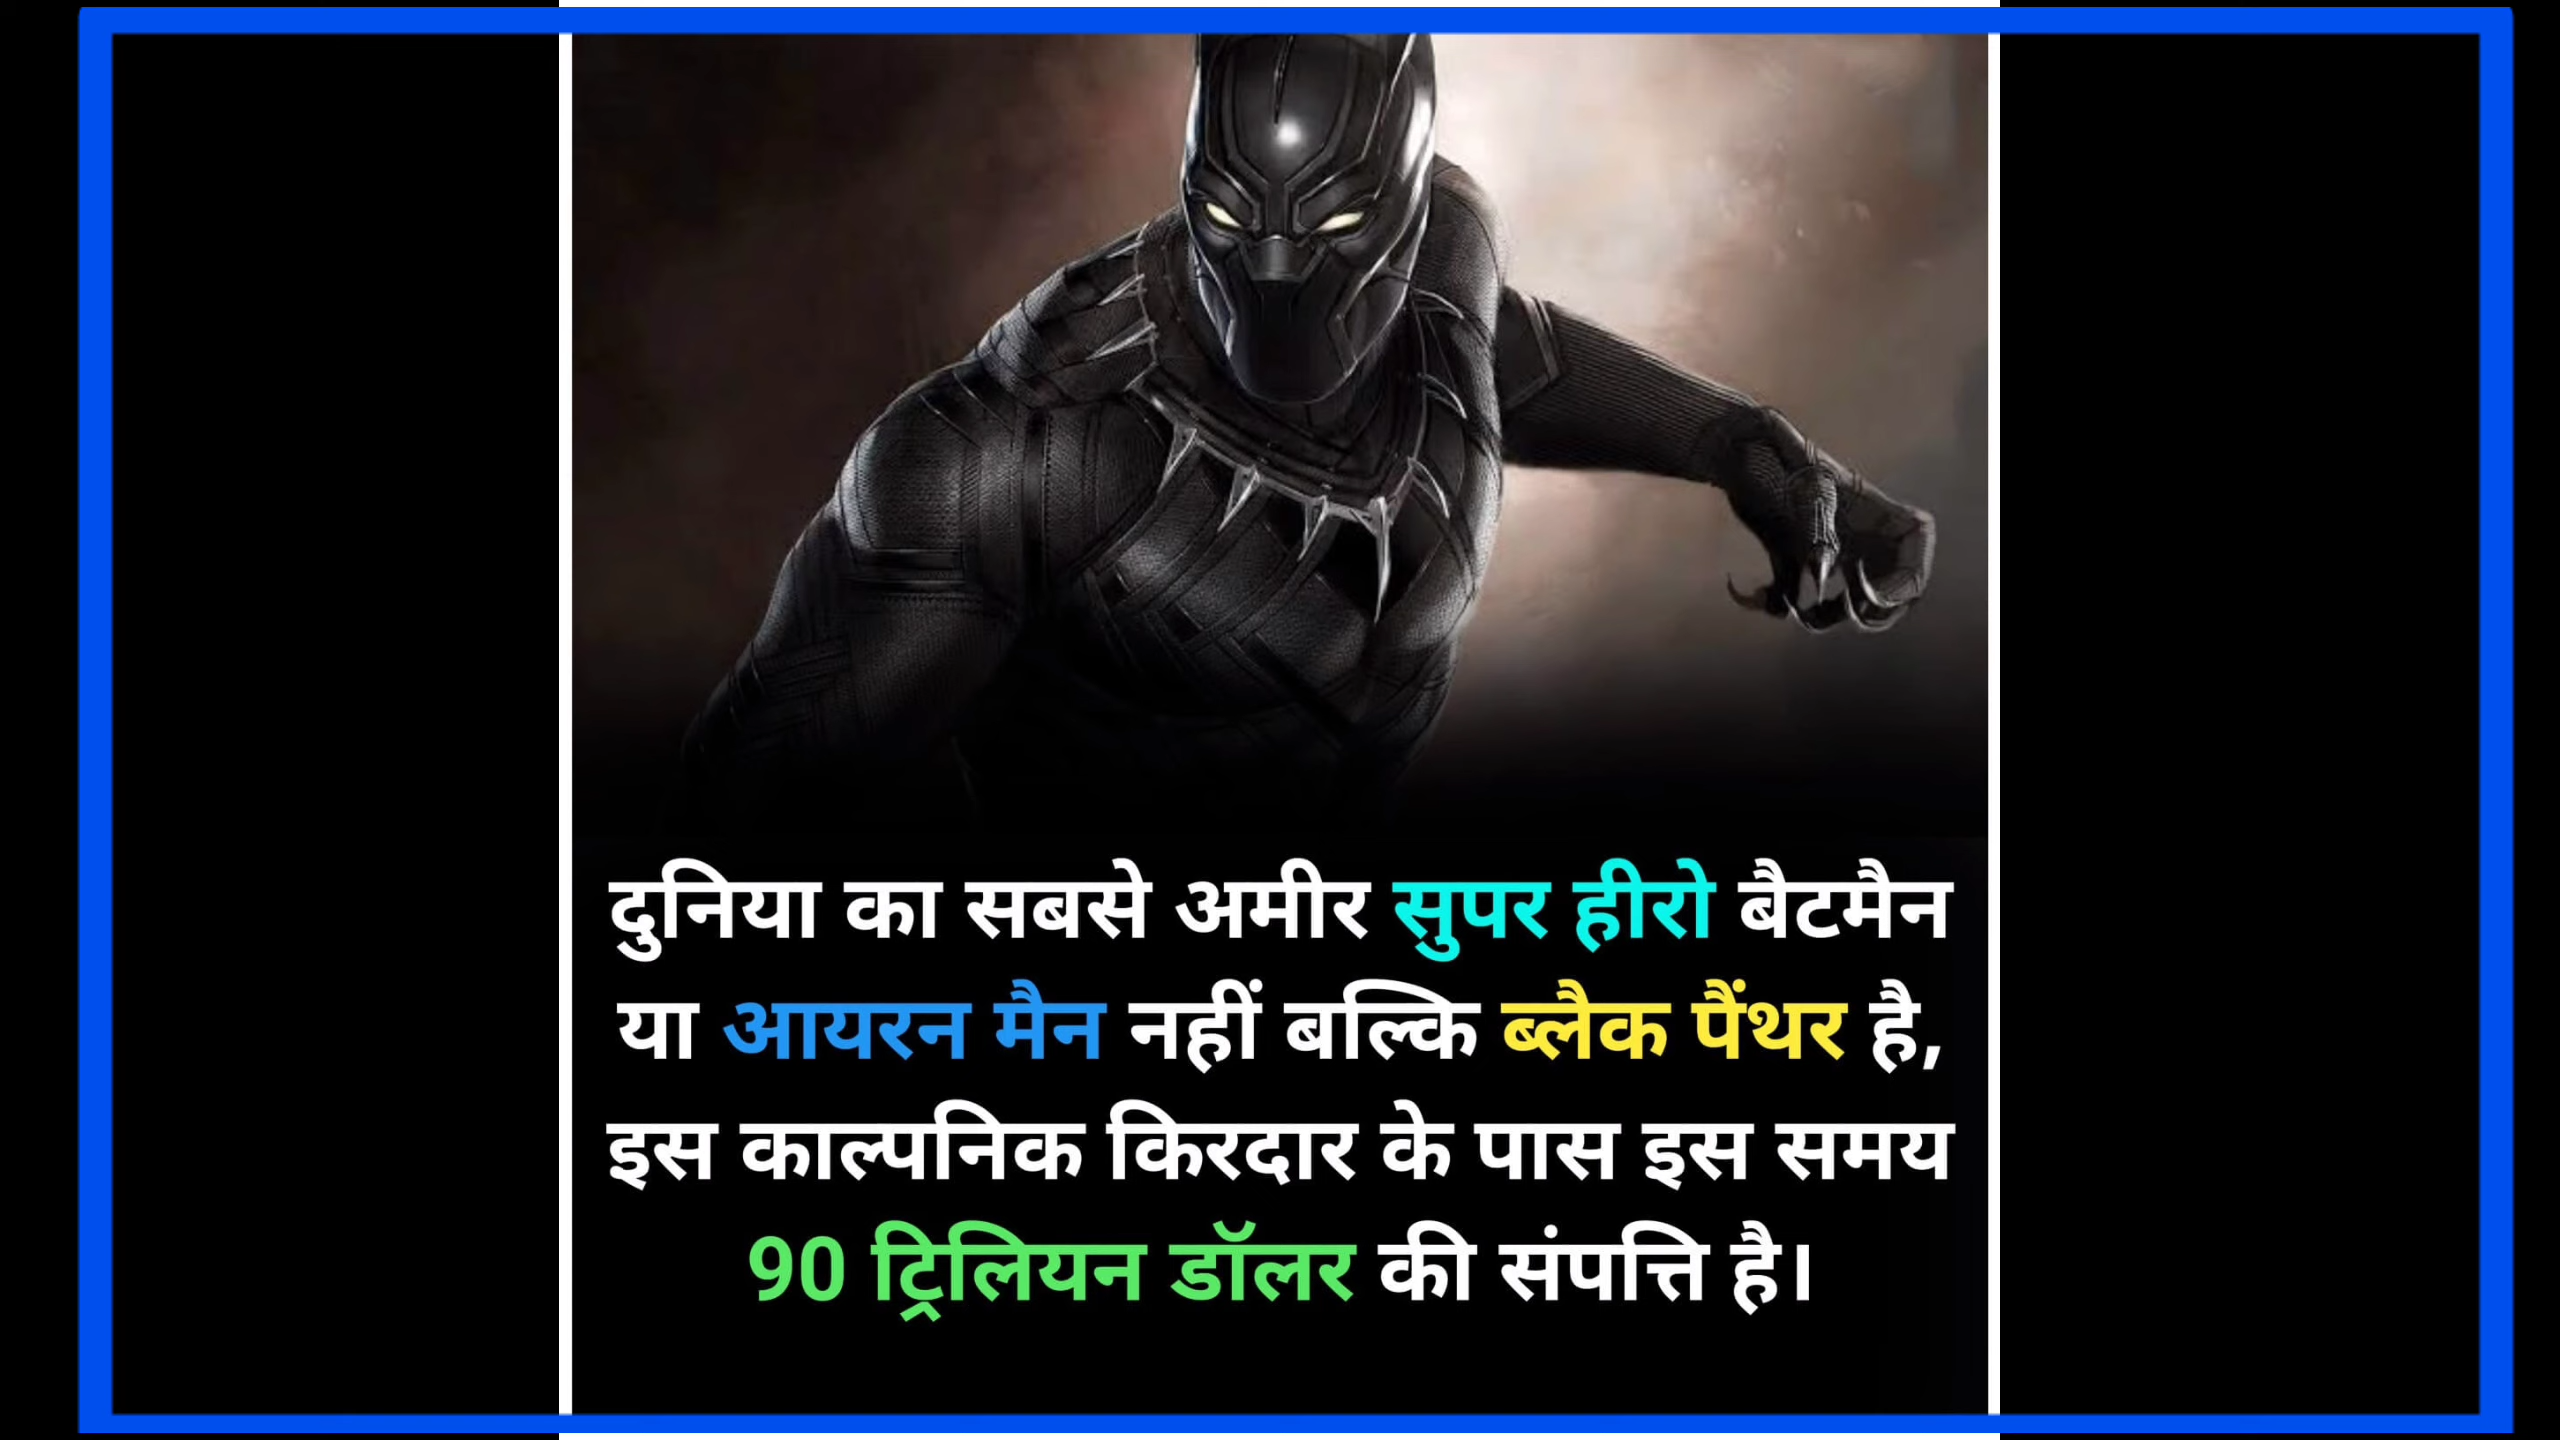 दुनिया का सबसे अमीर सुपर हीरो बैटमैन
या आयरन मैन नहीं बल्कि ब्लैक पैंथर है,
इस काल्पनिक किरदार के पास इस समय
90 ट्रिलियन डॉलर की संपत्ति है।